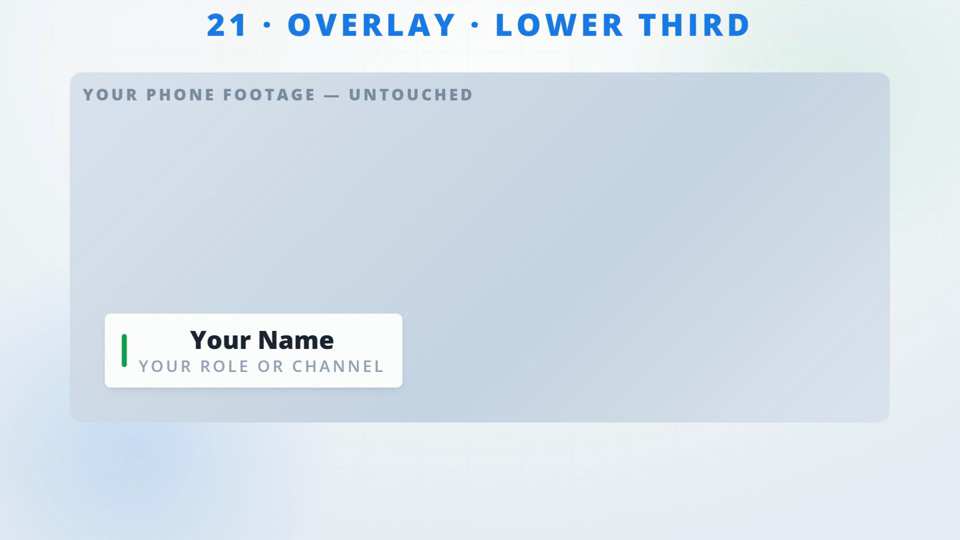 21 · OVERLAY · LOWER THIRD
YOUR PHONE FOOTAGE — UNTOUCHED
Your Name
YOUR ROLE OR CHANNEL